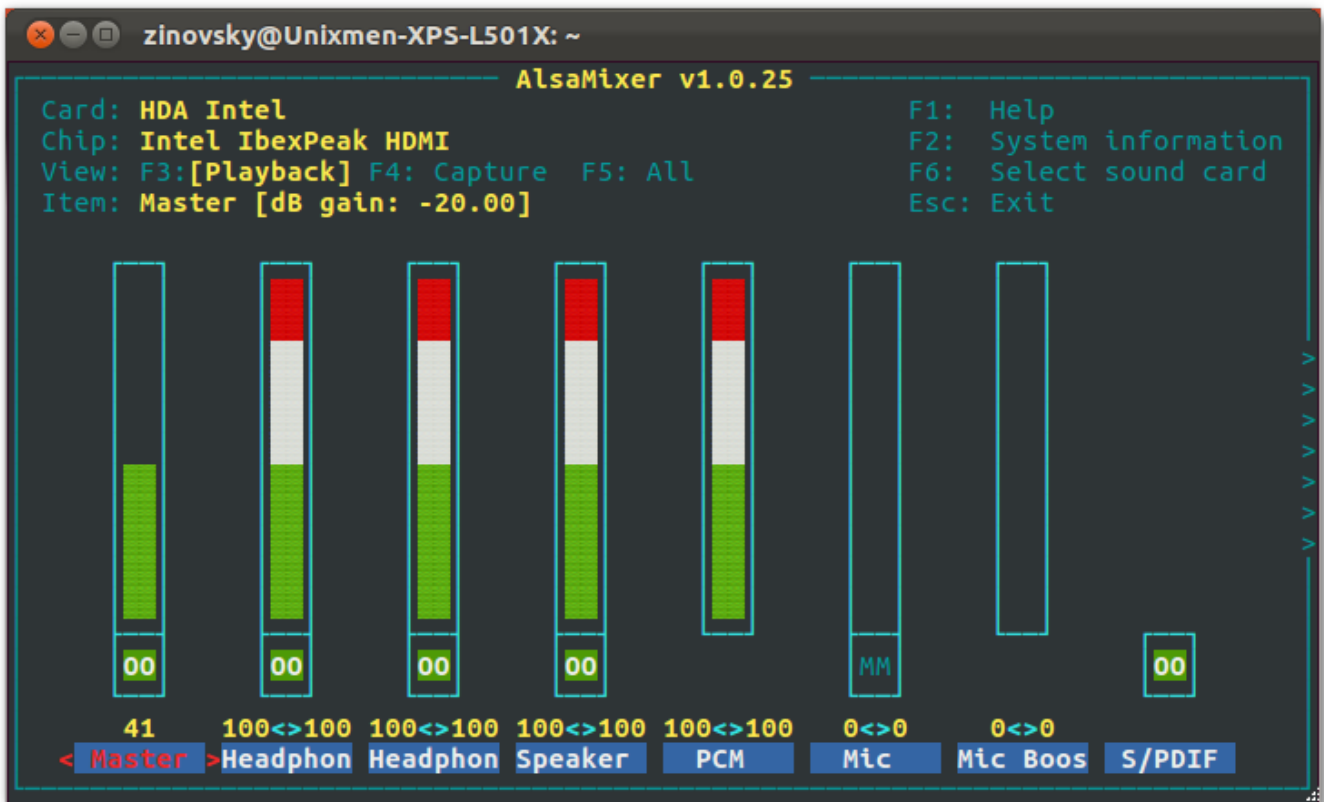 zinovsky@Unixmen-XPS-L501X: ~
AlsaMixer v1.0.25
Card: HDA Intel F1: Help
Chip: Intel IbexPeak HDMI F2: System information
View: F3:[Playback] F4: Capture F5: All F6: Select sound card
Item: Master [dB gain: -20.00] Esc: Exit
>
>
>
>
>
>
>
OO OO OO OO MM OO
41 100<>100 100<>100 100<>100 100<>100 0<>0 0<>0
< Master >Headphon Headphon Speaker PCM Mic Mic Boos S/PDIF